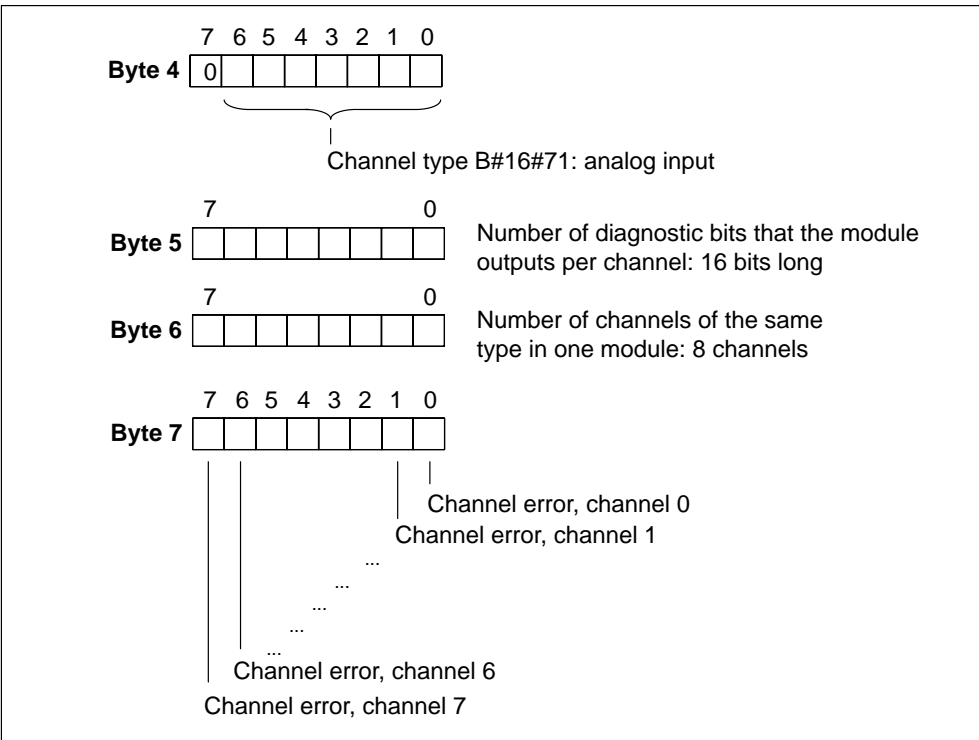 7 6 5 4 3 2 1 0
Byte 4 0
Channel type B#16#71: analog input
7 0
Byte 5
Number of diagnostic bits that the module
outputs per channel: 16 bits long
7 0
Byte 6
Number of channels of the same
type in one module: 8 channels
7 6 5 4 3 2 1 0
Byte 7
Channel error, channel 0
Channel error, channel 1
...
...
...
...
...
Channel error, channel 6
Channel error, channel 7